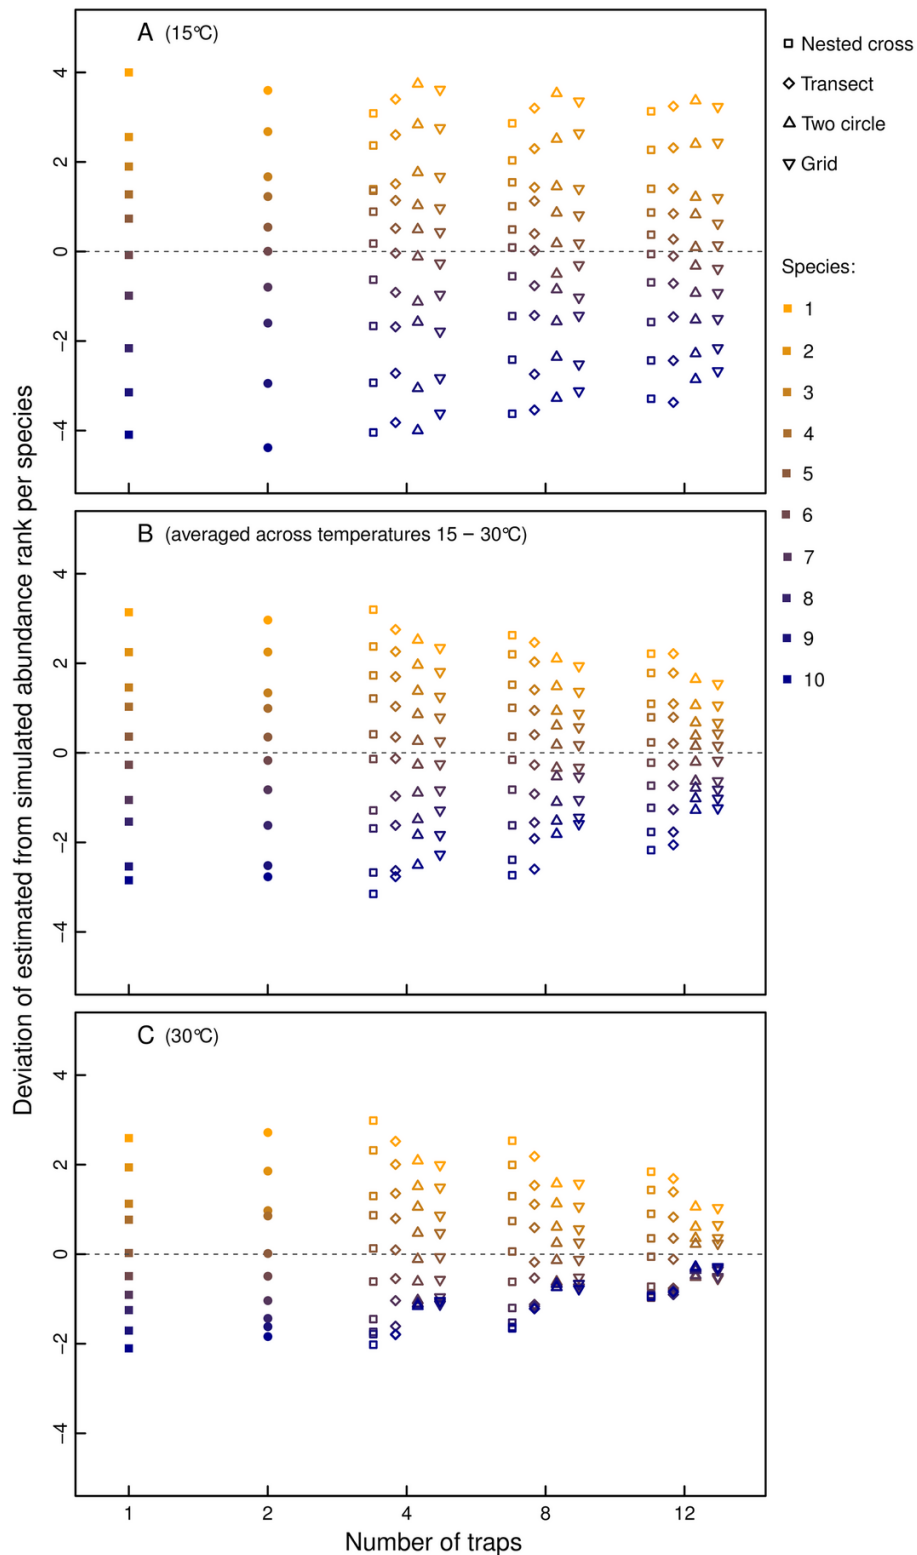 A (15°C)
4
2
0
−2
−4
Nested cross
Transect
Two circle
Grid
Species:
1
2
3
4
5
6
7
8
9
10
Deviation of estimated from simulated abundance rank per species
B (averaged across temperatures 15 – 30°C)
4
2
0
−2
−4
C (30°C)
4
2
0
−2
−4
1 2 4 8 12
Number of traps